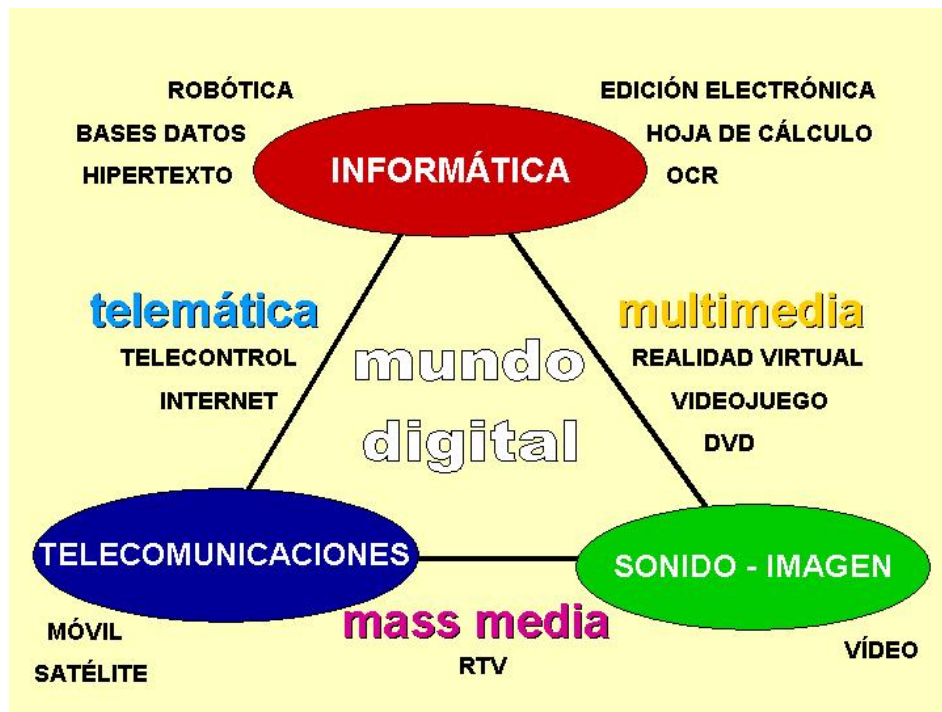 ROBÓTICA
BASES DATOS
HIPERTEXTO
INFORMÁTICA
EDICIÓN ELECTRÓNICA
HOJA DE CÁLCULO
OCR
telemática
TELECONTROL
INTERNET
mundo
digital
multimedia
REALIDAD VIRTUAL
VIDEOJUEGO
DVD
TELECOMUNICACIONES
SONIDO - IMAGEN
MÓVIL
SATÉLITE
mass media
RTV
VÍDEO